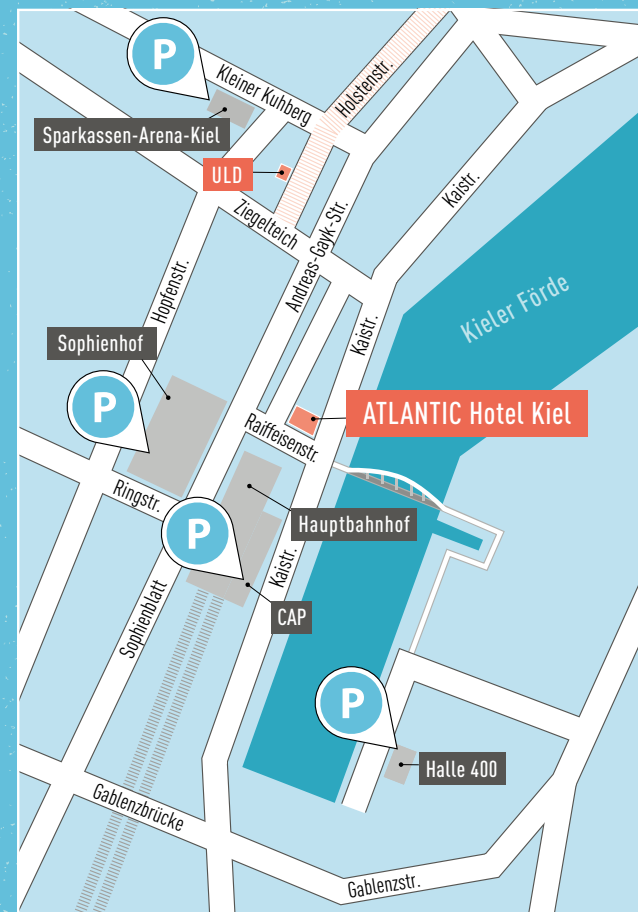 P
Kleiner Kuhberg
Holstenstr.
Sparkassen-Arena-Kiel
ULD
Ziegelteich
Kaistr.
Andreas-Gayk-Str.
Hopfenstr.
Kieler Förde
Kaistr.
Sophienhof
P
ATLANTIC Hotel Kiel
Raiffeisenstr.
Ringstr.
P
Hauptbahnhof
Kaistr.
CAP
Sophienblatt
P
Halle 400
Gablenzbrücke
Gablenzstr.